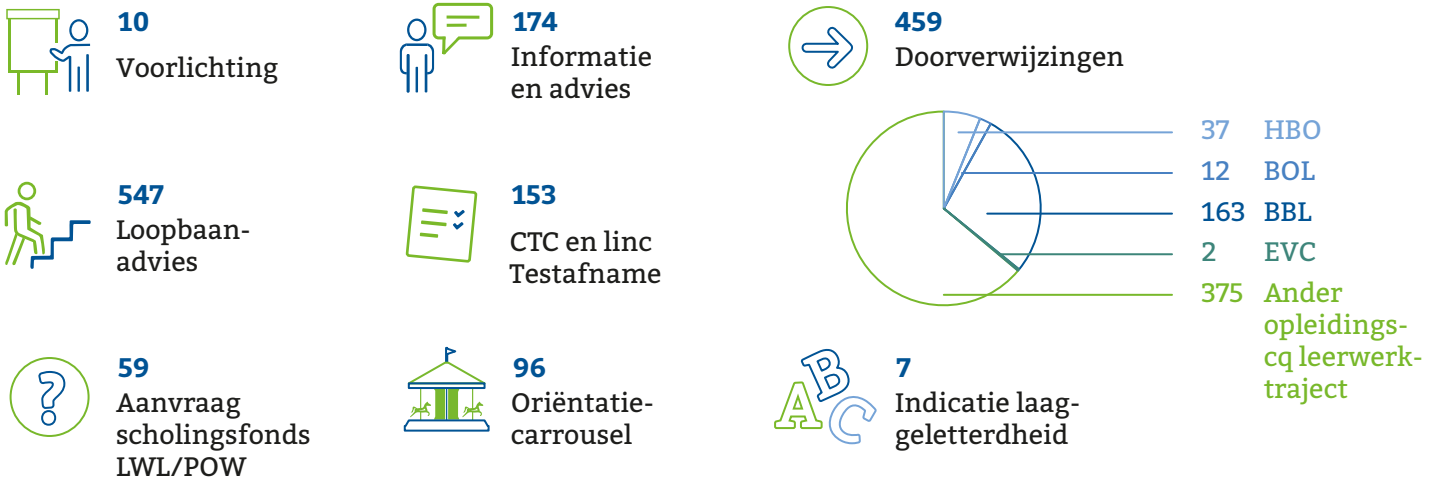 10
Voorlichting
174
Informatie
en advies
459
Doorverwijzingen
37 HBO
12 BOL
163 BBL
2 EVC
375 Ander
opleidings-
cq leerwerk-
traject
547
Loopbaan-
advies
153
CTC en linc
Testafname
59
Aanvraag
scholingsfonds
LWL/POW
96
Oriëntatie-
carrousel
A B C
7
Indicatie laag-
geletterdheid